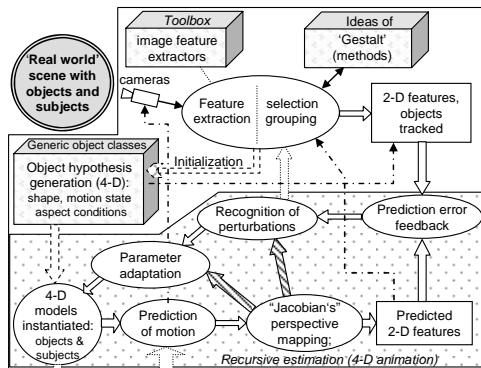 Toolbox
image feature
extractors
Ideas of
'Gestalt'
(methods)
'Real world'
scene with
objects and
subjects
cameras
Feature
extraction
selection
grouping
2-D features,
objects
tracked
Generic object classes
Object hypothesis
generation (4-D):
shape, motion state
aspect conditions
Initialization
Recognition of
perturbations
Prediction error
feedback
Parameter
adaptation
4-D
models
instantiated:
objects &
subjects
Prediction
of motion
"Jacobian's"
perspective
mapping;
Predicted
2-D features
Recursive estimation (4-D animation)